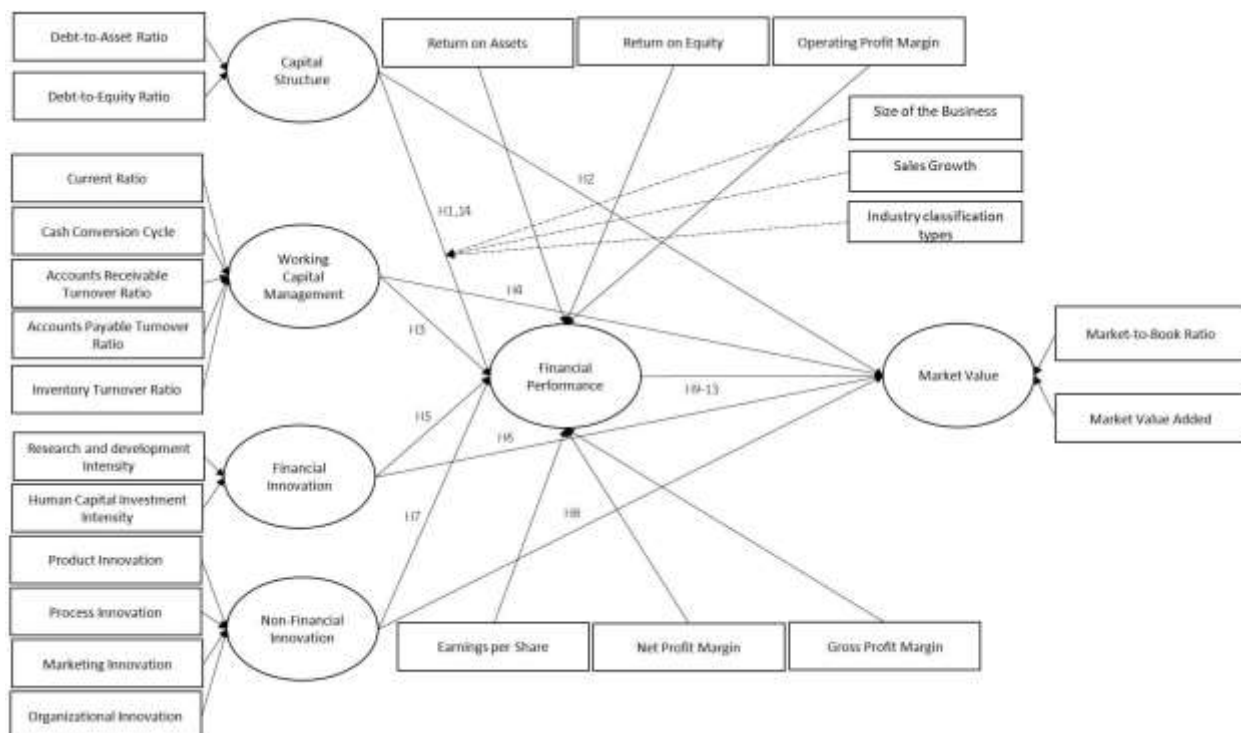 Debt-to-Asset Ratio
Debt-to-Equity Ratio
Capital
Structure
Return on Assets
Return on Equity
Operating Profit Margin
Size of the Business
Sales Growth
Industry classification
types
H2
H1,14
Current Ratio
Cash Conversion Cycle
Accounts Receivable
Turnover Ratio
Accounts Payable Turnover
Ratio
Inventory Turnover Ratio
Working
Capital
Management
H4
H3
Financial
Performance
H9-13
Market Value
Market-to-Book Ratio
Market Value Added
H5
H6
Research and development
Intensity
Human Capital Investment
Intensity
Financial
Innovation
H7
H8
Product Innovation
Process Innovation
Marketing Innovation
Organizational Innovation
Non-Financial
Innovation
Earnings per Share
Net Profit Margin
Gross Profit Margin